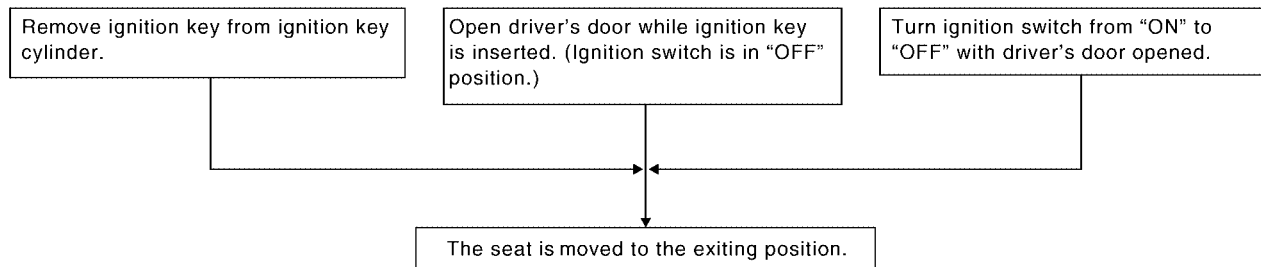 Remove ignition key from ignition key
cylinder.
Open driver's door while ignition key
is inserted. (Ignition switch is in “OFF”
position.)
Turn ignition switch from “ON” to
“OFF” with driver's door opened.
The seat is moved to the exiting position.